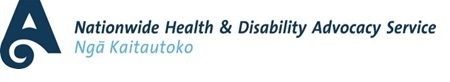 Nationwide Health & Disability Advocacy Service
Ngā Kaitautoko